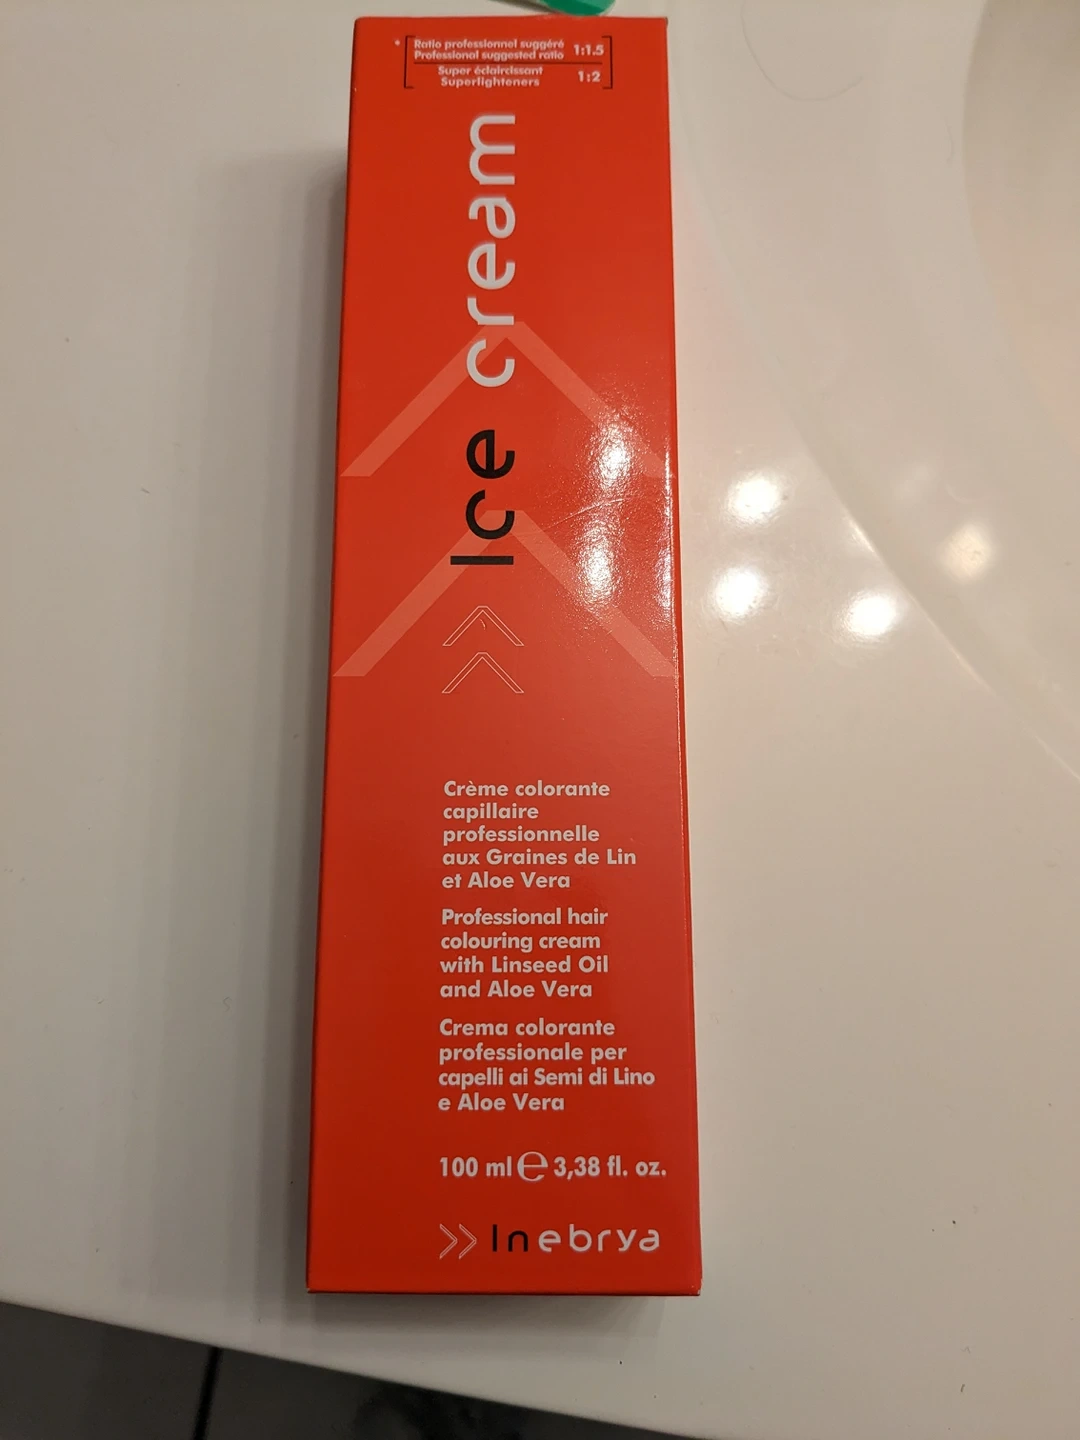 * Ratio professionnel suggéré
Professional suggested ratio 1:1.5
Super éclaircissant
Superlighteners 1:2
Ice cream
Crème colorante
capillaire
professionnelle
aux Graines de Lin
et Aloe Vera
Professional hair
colouring cream
with Linseed Oil
and Aloe Vera
Crema colorante
professionale per
capelli ai Semi di Lino
e Aloe Vera
100 ml ℮ 3,38 fl. oz.
>> Inebrya